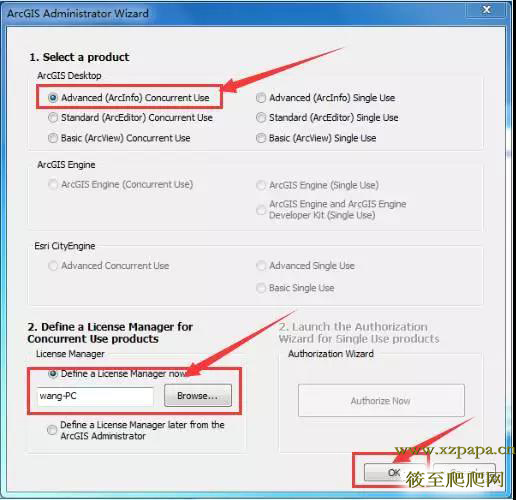 ArcGIS Administrator Wizard
1. Select a product
ArcGIS Desktop
Advanced (ArcInfo) Concurrent Use
Advanced (ArcInfo) Single Use
Standard (ArcEditor) Concurrent Use
Standard (ArcEditor) Single Use
Basic (ArcView) Concurrent Use
Basic (ArcView) Single Use
ArcGIS Engine
ArcGIS Engine (Concurrent Use)
ArcGIS Engine (Single Use)
ArcGIS Engine and ArcGIS Engine
Developer Kit (Single Use)
Esri CityEngine
Advanced Concurrent Use
Advanced Single Use
Basic Single Use
2. Define a License Manager for
Concurrent Use products
License Manager
Define a License Manager now
wang-PC
Browse...
Define a License Manager later from the
ArcGIS Administrator
2. Launch the Authorization
Wizard for Single Use products
Authorization Wizard
Authorize Now
OK
www.xzpapa.cn
筱至爬爬网